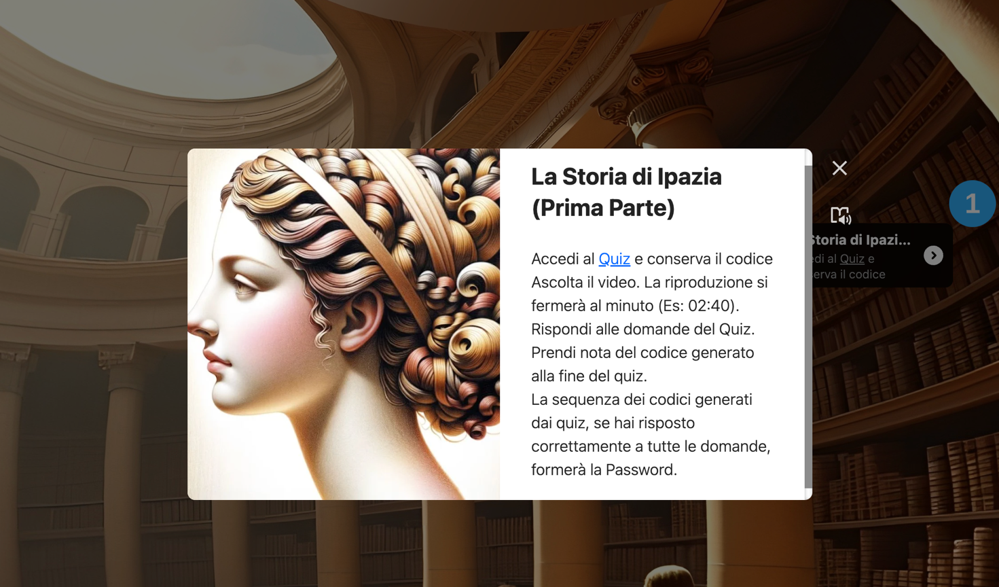 La Storia di Ipazia
(Prima Parte)
Accedi al Quiz e conserva il codice
Ascolta il video. La riproduzione si
fermerà al minuto (Es: 02:40).
Rispondi alle domande del Quiz.
Prendi nota del codice generato
alla fine del quiz.
La sequenza dei codici generati
dai quiz, se hai risposto
correttamente a tutte le domande,
formerà la Password.
1
Storia di Ipazi...
edi al Quiz e
serva il codice